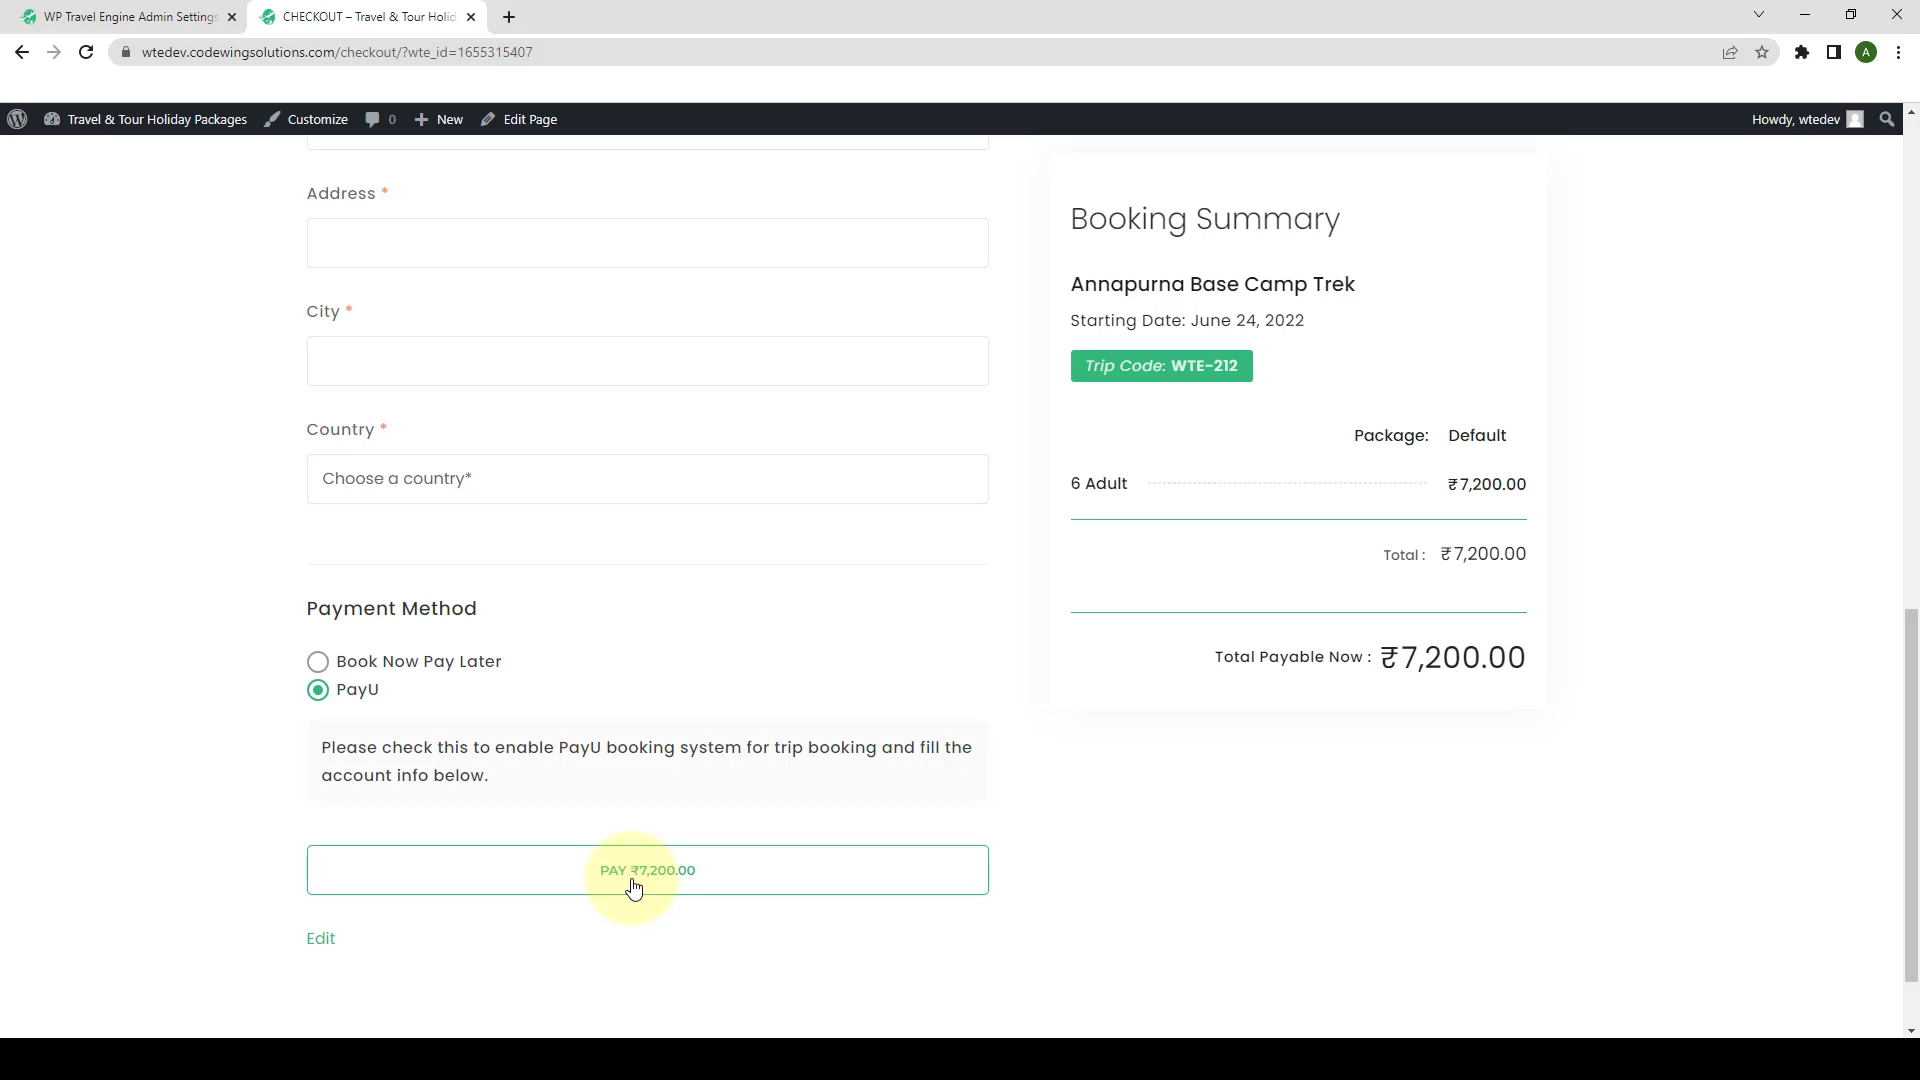 WP Travel Engine Admin Settings
CHECKOUT – Travel & Tour Holid
wtedev.codewingsolutions.com/checkout/?wte_id=1655315407
A
Travel & Tour Holiday Packages
Customize
0
New
Edit Page
Howdy, wtedev
Address *
City *
Country *
Choose a country*
Payment Method
Book Now Pay Later
PayU
Please check this to enable PayU booking system for trip booking and fill the
account info below.
PAY ₹7,200.00
Edit
Booking Summary
Annapurna Base Camp Trek
Starting Date: June 24, 2022
Trip Code: WTE-212
Package: Default
6 Adult ₹7,200.00
Total : ₹7,200.00
Total Payable Now : ₹7,200.00